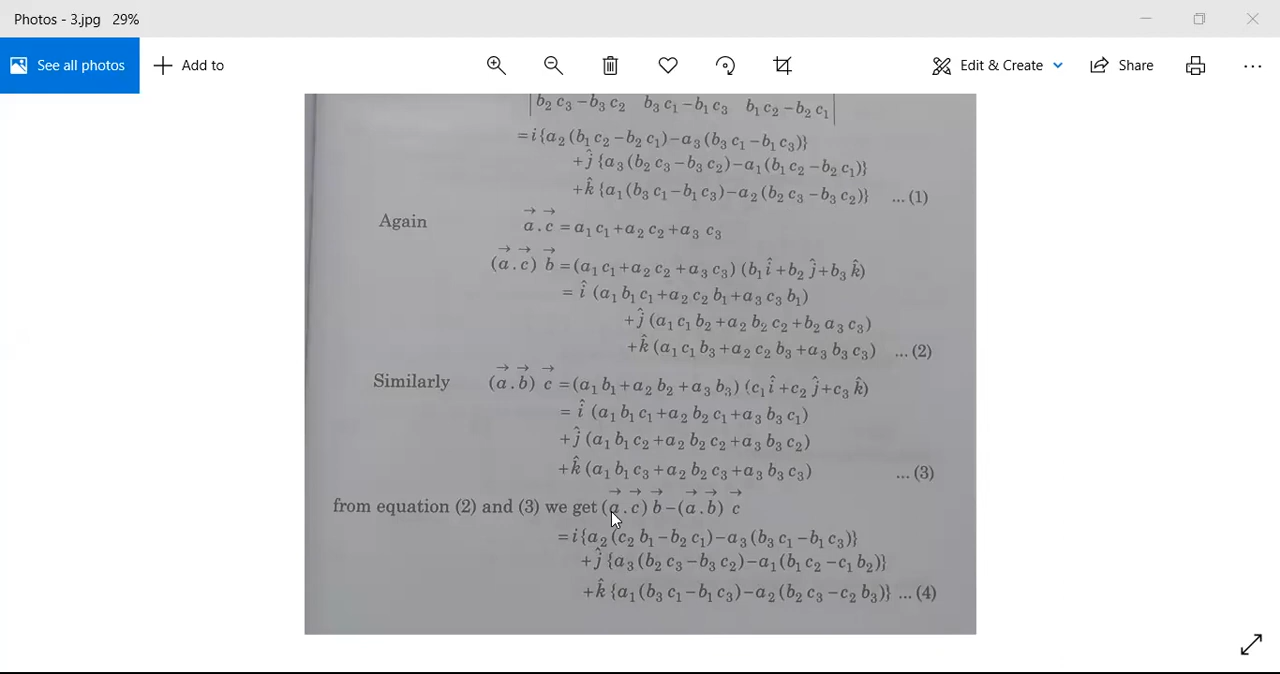 Photos - 3.jpg 29%
See all photos
Add to
Edit & Create
Share
| b₂ c₃ – b₃ c₂ b₃ c₁ – b₁ c₃ b₁ c₂ – b₂ c₁ |
= i{a₂ (b₁ c₂ – b₂ c₁) – a₃ (b₃ c₁ – b₁ c₃)}
+ ĵ {a₃ (b₂ c₃ – b₃ c₂) – a₁ (b₁ c₂ – b₂ c₁)}
+ k̂ {a₁ (b₃ c₁ – b₁ c₃) – a₂ (b₂ c₃ – b₃ c₂)} ... (1)
Again a⃗ . c⃗ = a₁ c₁ + a₂ c₂ + a₃ c₃
(a⃗ . c⃗) b⃗ = (a₁ c₁ + a₂ c₂ + a₃ c₃) (b₁ î + b₂ ĵ + b₃ k̂)
= î (a₁ b₁ c₁ + a₂ c₂ b₁ + a₃ c₃ b₁)
+ ĵ (a₁ c₁ b₂ + a₂ b₂ c₂ + b₂ a₃ c₃)
+ k̂ (a₁ c₁ b₃ + a₂ c₂ b₃ + a₃ b₃ c₃) ... (2)
Similarly (a⃗ . b⃗) c⃗ = (a₁ b₁ + a₂ b₂ + a₃ b₃) (c₁ î + c₂ ĵ + c₃ k̂)
= î (a₁ b₁ c₁ + a₂ b₂ c₁ + a₃ b₃ c₁)
+ ĵ (a₁ b₁ c₂ + a₂ b₂ c₂ + a₃ b₃ c₂)
+ k̂ (a₁ b₁ c₃ + a₂ b₂ c₃ + a₃ b₃ c₃) ... (3)
from equation (2) and (3) we get (a⃗ . c⃗) b⃗ – (a⃗ . b⃗) c⃗
= i{a₂ (c₂ b₁ – b₂ c₁) – a₃ (b₃ c₁ – b₁ c₃)}
+ ĵ {a₃ (b₂ c₃ – b₃ c₂) – a₁ (b₁ c₂ – c₁ b₂)}
+ k̂ {a₁ (b₃ c₁ – b₁ c₃) – a₂ (b₂ c₃ – c₂ b₃)} ... (4)